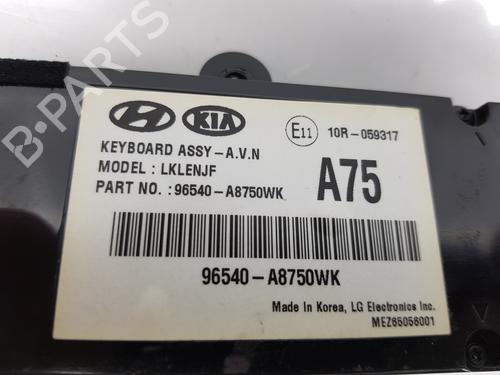 KIA
E11 10R-059317
KEYBOARD ASSY-A.V.N
MODEL : LKLENJF
PART NO. : 96540-A8750WK
A75
96540-A8750WK
Made in Korea, LG Electronics Inc.
MEZ65056001
B-PARTS